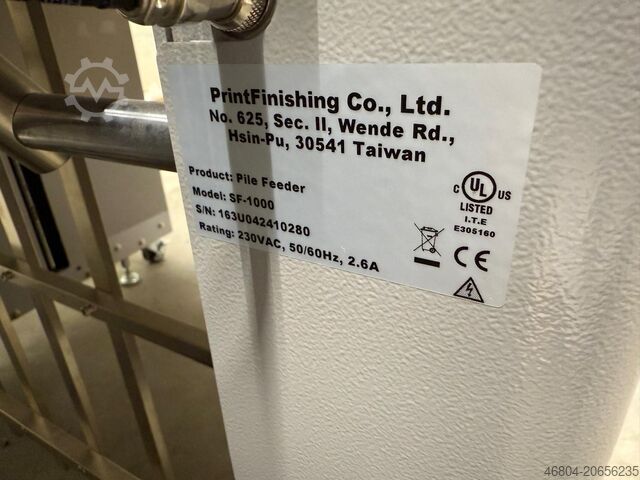 PrintFinishing Co., Ltd.
No. 625, Sec. II, Wende Rd.,
Hsin-Pu, 30541 Taiwan
Product: Pile Feeder
Model: SF-1000
S/N: 163U042410280
Rating: 230VAC, 50/60Hz, 2.6A
C UL US
LISTED
I.T.E
E305160
CE
46804-20656235